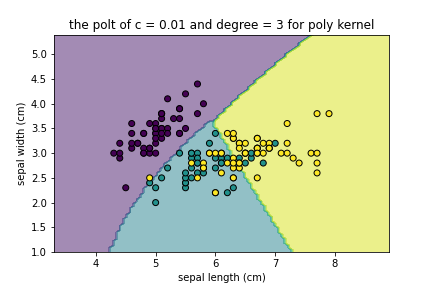 the polt of c = 0.01 and degree = 3 for poly kernel
sepal width (cm)
5.0
4.5
4.0
3.5
3.0
2.5
2.0
1.5
1.0
4 5 6 7 8
sepal length (cm)